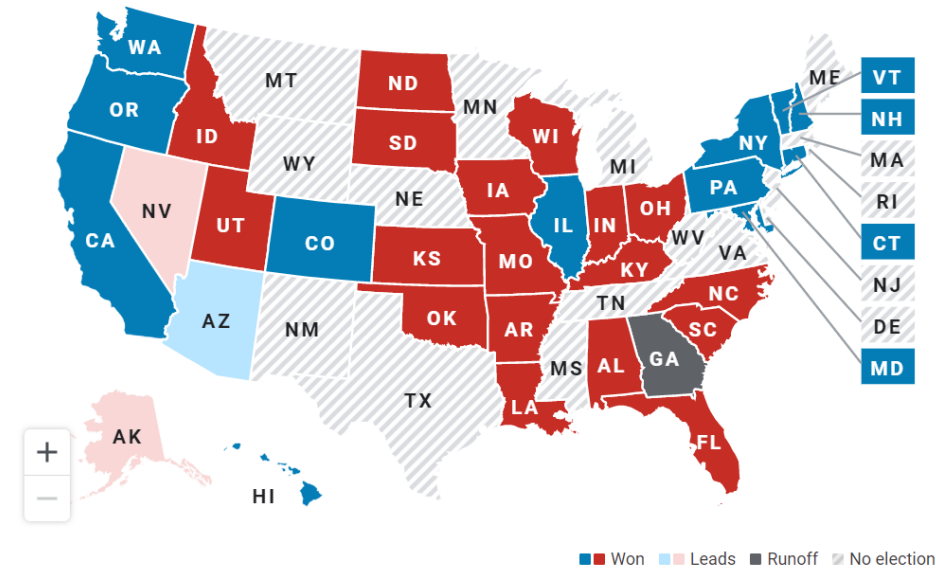 WA
MT
ND
MN
ME
VT
OR
ID
SD
WI
NH
WY
MI
NY
MA
NE
IA
PA
RI
NV
UT
CO
IL
IN
OH
WV
VA
CT
CA
KS
MO
KY
NJ
AZ
NM
OK
AR
TN
NC
SC
DE
TX
MS
AL
GA
MD
LA
FL
AK
HI
+
−
Won Leads Runoff No election